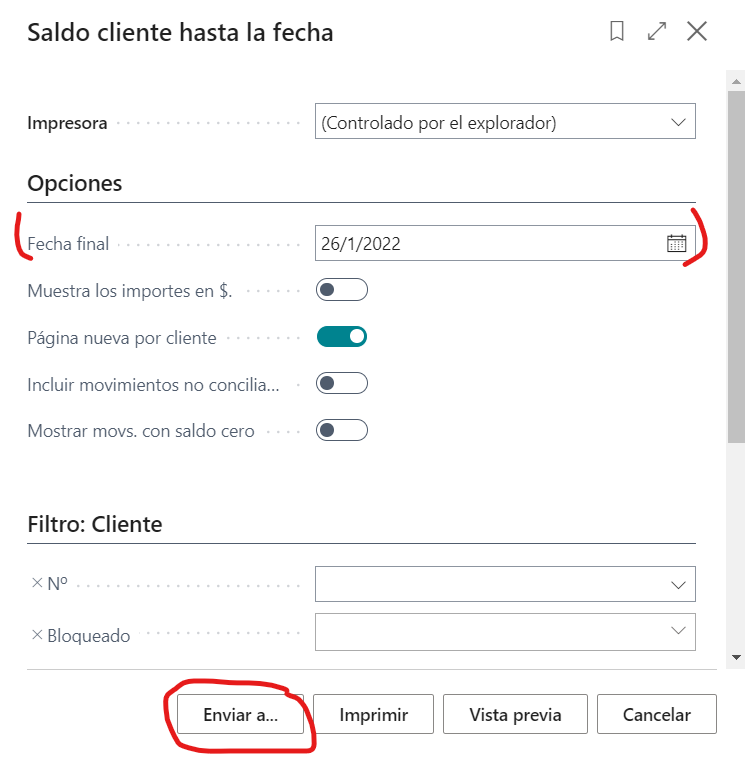 Saldo cliente hasta la fecha
Impresora (Controlado por el explorador)
Opciones
Fecha final 26/1/2022
Muestra los importes en $.
Página nueva por cliente
Incluir movimientos no concilia...
Mostrar movs. con saldo cero
Filtro: Cliente
× Nº
× Bloqueado
Enviar a... Imprimir Vista previa Cancelar